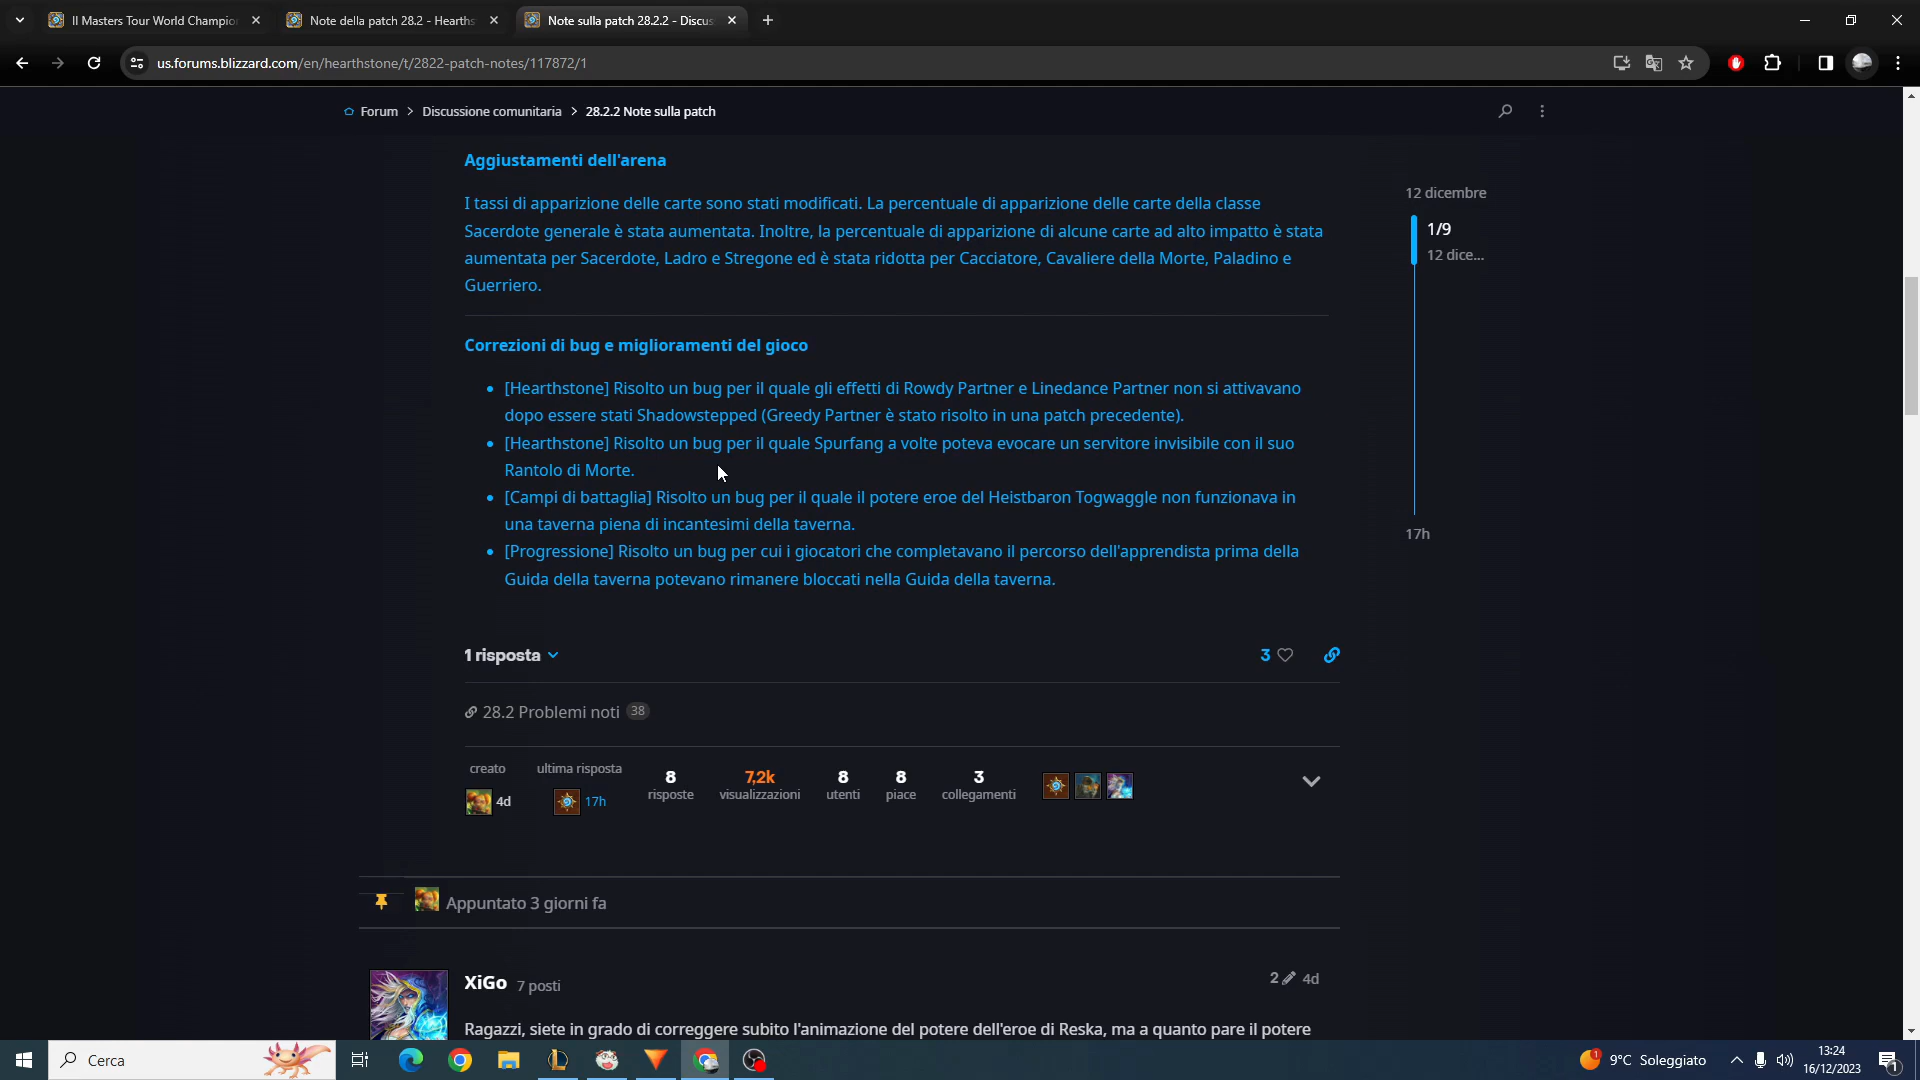 Il Masters Tour World Champio
Note della patch 28.2 - Hearths
Note sulla patch 28.2.2 - Discus
us.forums.blizzard.com/en/hearthstone/t/2822-patch-notes/117872/1
Forum > Discussione comunitaria > 28.2.2 Note sulla patch
Aggiustamenti dell'arena
I tassi di apparizione delle carte sono stati modificati. La percentuale di apparizione delle carte della classe
Sacerdote generale è stata aumentata. Inoltre, la percentuale di apparizione di alcune carte ad alto impatto è stata
aumentata per Sacerdote, Ladro e Stregone ed è stata ridotta per Cacciatore, Cavaliere della Morte, Paladino e
Guerriero.
12 dicembre
1/9
12 dice...
17h
Correzioni di bug e miglioramenti del gioco
• [Hearthstone] Risolto un bug per il quale gli effetti di Rowdy Partner e Linedance Partner non si attivavano
dopo essere stati Shadowstepped (Greedy Partner è stato risolto in una patch precedente).
• [Hearthstone] Risolto un bug per il quale Spurfang a volte poteva evocare un servitore invisibile con il suo
Rantolo di Morte.
• [Campi di battaglia] Risolto un bug per il quale il potere eroe del Heistbaron Togwaggle non funzionava in
una taverna piena di incantesimi della taverna.
• [Progressione] Risolto un bug per cui i giocatori che completavano il percorso dell'apprendista prima della
Guida della taverna potevano rimanere bloccati nella Guida della taverna.
1 risposta
3
28.2 Problemi noti 38
creato
4d
ultima risposta
17h
8
risposte
7,2k
visualizzazioni
8
utenti
8
piace
3
collegamenti
Appuntato 3 giorni fa
XiGo 7 posti
2 4d
Ragazzi, siete in grado di correggere subito l'animazione del potere dell'eroe di Reska, ma a quanto pare il potere
Cerca
1
9°C Soleggiato
13:24
16/12/2023
1